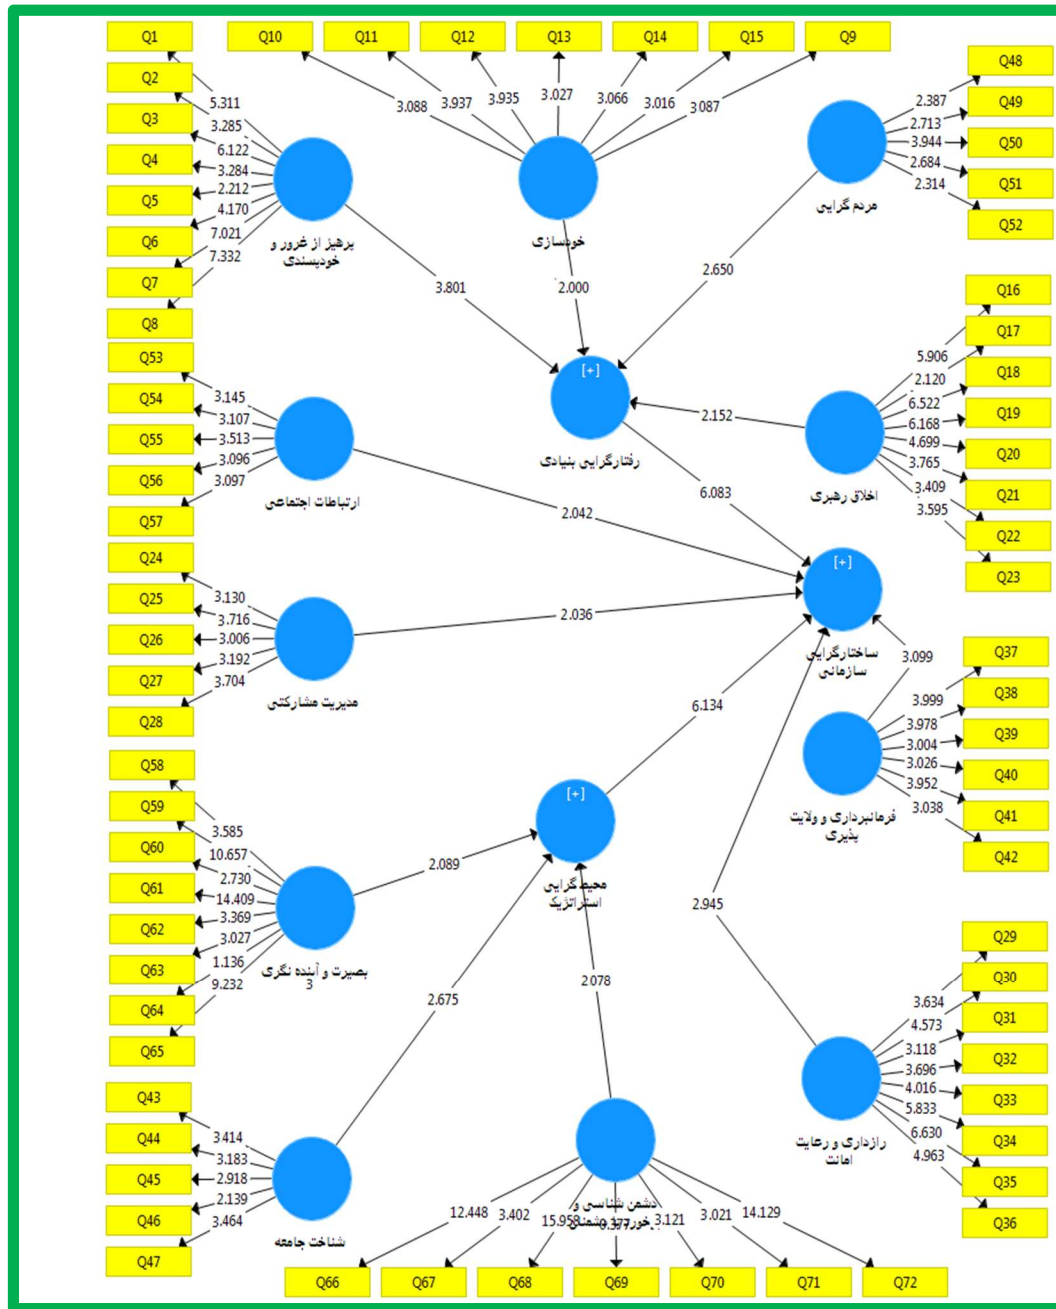 Q1
Q10
Q11
Q12
Q13
Q14
Q15
Q9
Q48
Q2
Q49
Q3
Q50
Q4
Q51
Q5
Q52
Q6
Q7
Q8
5.311
3.285
6.122
3.284
2.212
4.170
7.021
7.332
پرهیز از غرور و
خودپسندی
3.088
3.937
3.935
3.027
3.066
3.016
3.087
خودسازی
2.387
2.713
3.944
2.684
2.314
مردم گرایی
3.801
2.000
2.650
Q16
Q17
Q18
Q19
Q20
Q21
Q22
Q23
5.906
2.120
6.522
6.168
4.699
3.765
3.409
3.595
اخلاق رهبری
2.152
[+]
رفتارگرایی بنیادی
6.083
Q53
Q54
Q55
Q56
Q57
3.145
3.107
3.513
3.096
3.097
ارتباطات اجتماعی
2.042
Q24
Q25
Q26
Q27
Q28
3.130
3.716
3.006
3.192
3.704
مدیریت مشارکتی
2.036
[+]
ساختارگرایی
سازمانی
3.099
Q37
Q38
Q39
Q40
Q41
Q42
3.999
3.978
3.004
3.026
3.952
3.038
فرمانبرداری و ولایت
پذیری
6.134
Q58
Q59
Q60
Q61
Q62
Q63
Q64
Q65
3.585
10.657
2.730
14.409
3.369
3.027
1.136
9.232
بصیرت و آینده نگری
3
2.089
[+]
محیط گرایی
استراتژیک
2.945
2.675
2.078
Q29
Q30
Q31
Q32
Q33
Q34
Q35
Q36
3.634
4.573
3.118
3.696
4.016
5.833
6.630
4.963
رازداری و رعایت
امانت
Q43
Q44
Q45
Q46
Q47
3.414
3.183
2.918
2.139
3.464
شناخت جامعه
دشمن شناسی و
12.448
3.402
3.121
3.021
14.129
Q66
Q67
Q68
Q69
Q70
Q71
Q72